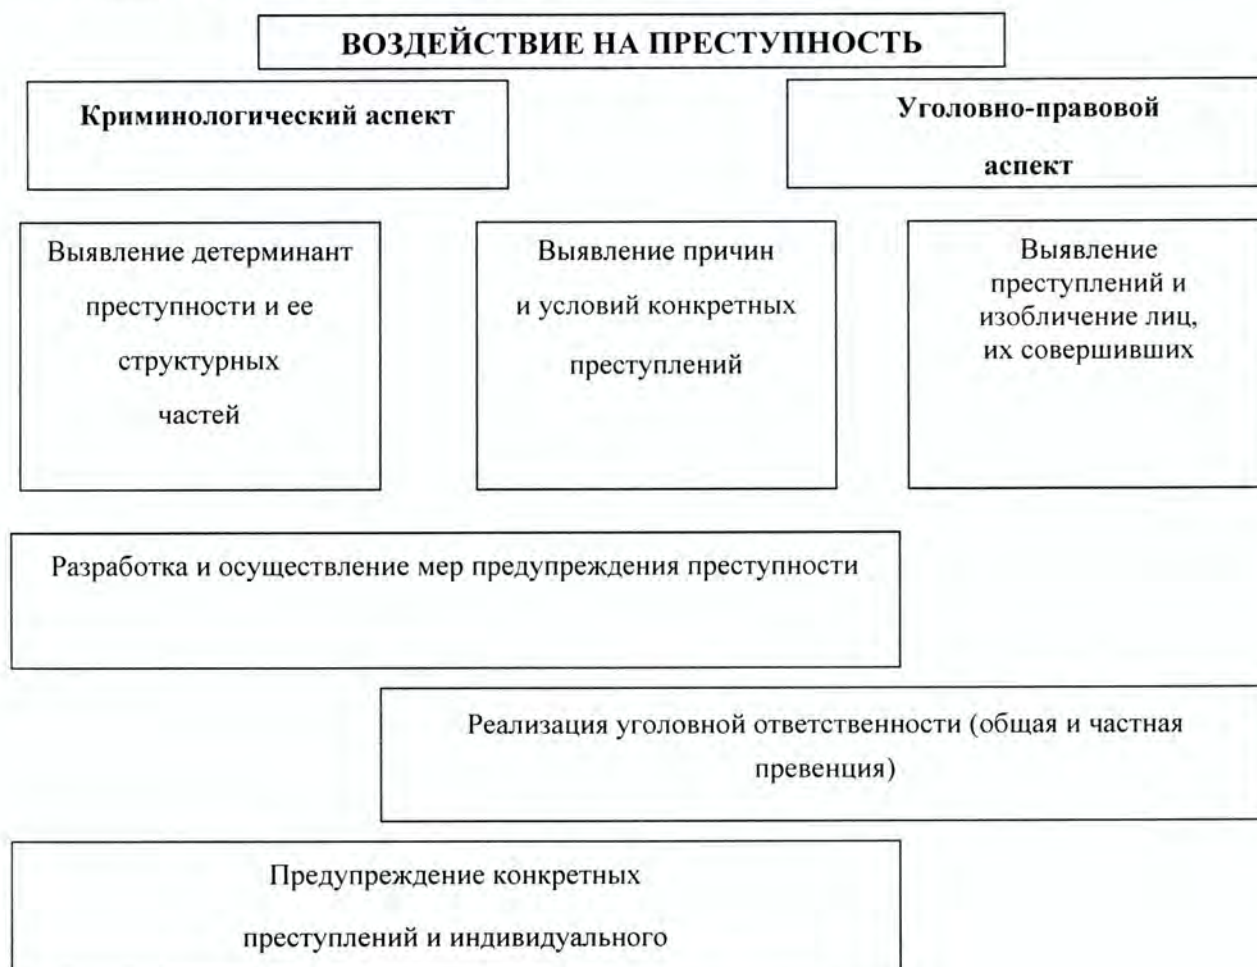 ВОЗДЕЙСТВИЕ НА ПРЕСТУПНОСТЬ
Криминологический аспект
Уголовно-правовой
аспект
Выявление детерминант
преступности и ее
структурных
частей
Выявление причин
и условий конкретных
преступлений
Выявление
преступлений и
изобличение лиц,
их совершивших
Разработка и осуществление мер предупреждения преступности
Реализация уголовной ответственности (общая и частная
превенция)
Предупреждение конкретных
преступлений и индивидуального